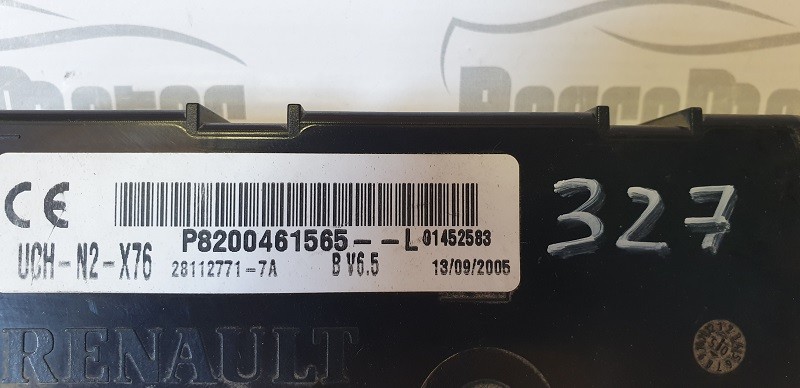 CE
P8200461565--L 01452583
UCH-N2-X76 28112771-7A B V6.5 13/09/2005
327
RENAULT